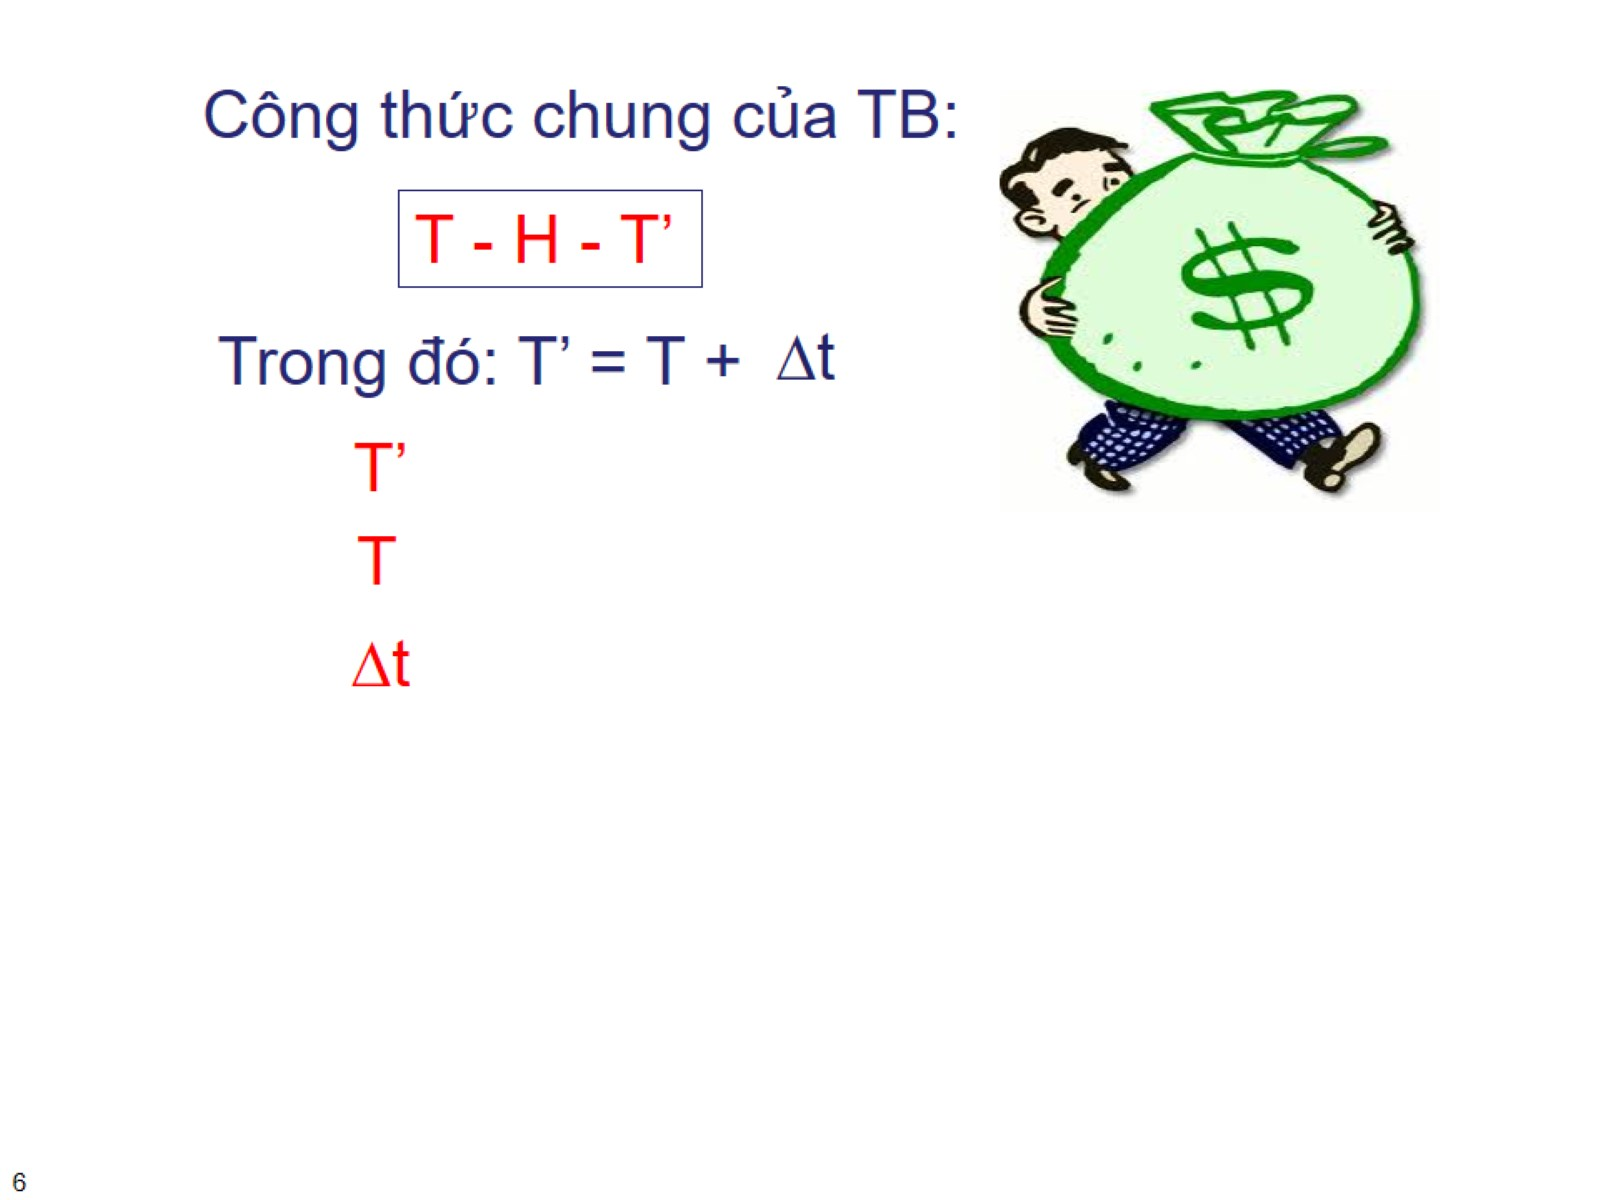 Công thức chung của TB:
T - H - T’
Trong đó: T’ = T + Δt
T’
T
Δt
$
6